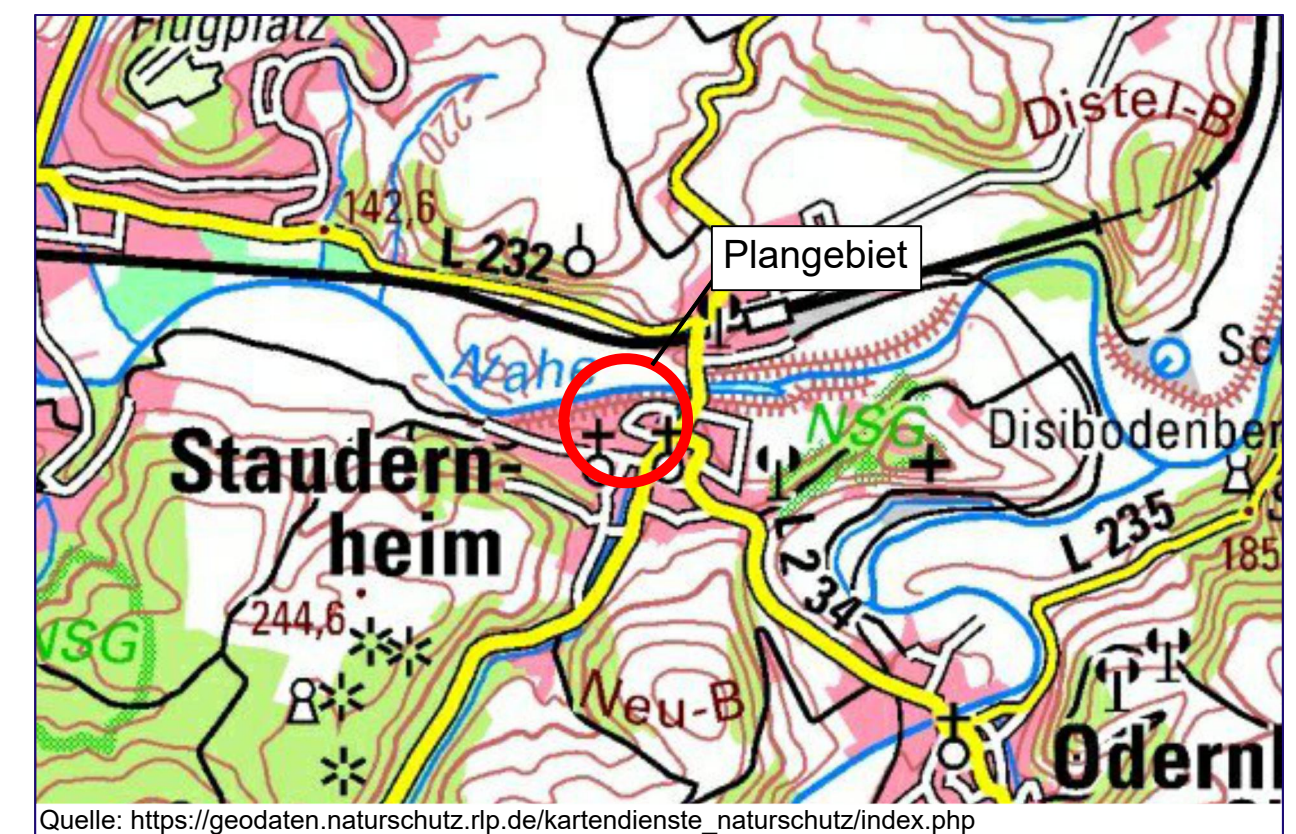 Flugplatz
Distel-B
220
142,6
L 232
Plangebiet
Nahe
Sc
NSG
Disibodenber
Staudern-
heim
L 235
L 234
185
244,6
NSG
Neu-B
Odern
Quelle: https://geodaten.naturschutz.rlp.de/kartendienste_naturschutz/index.php